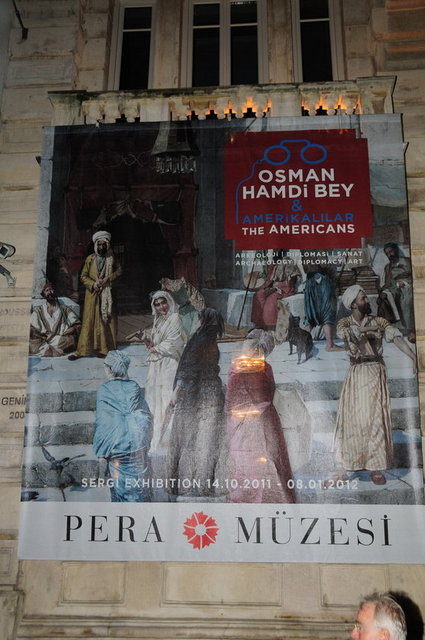 OSMAN
HAMDİ BEY
&
AMERİKALILAR
THE AMERICANS
ARKEOLOJİ | DİPLOMASİ | SANAT
ARCHAEOLOGY | DIPLOMACY | ART
SERGİ EXHIBITION 14.10.2011 - 08.01.2012
PERA MÜZESİ